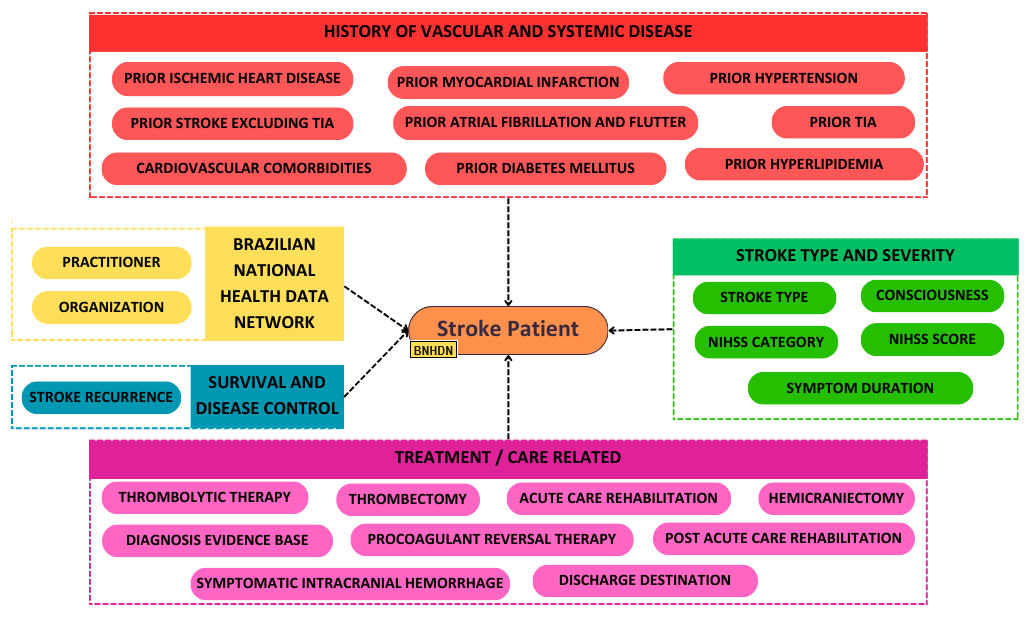 HISTORY OF VASCULAR AND SYSTEMIC DISEASE
PRIOR ISCHEMIC HEART DISEASE
PRIOR MYOCARDIAL INFARCTION
PRIOR HYPERTENSION
PRIOR STROKE EXCLUDING TIA
PRIOR ATRIAL FIBRILLATION AND FLUTTER
PRIOR TIA
CARDIOVASCULAR COMORBIDITIES
PRIOR DIABETES MELLITUS
PRIOR HYPERLIPIDEMIA
PRACTITIONER
ORGANIZATION
BRAZILIAN
NATIONAL
HEALTH DATA
NETWORK
STROKE RECURRENCE
SURVIVAL AND
DISEASE CONTROL
Stroke Patient
BNHDN
STROKE TYPE AND SEVERITY
STROKE TYPE
CONSCIOUSNESS
NIHSS CATEGORY
NIHSS SCORE
SYMPTOM DURATION
TREATMENT / CARE RELATED
THROMBOLYTIC THERAPY
THROMBECTOMY
ACUTE CARE REHABILITATION
HEMICRANIECTOMY
DIAGNOSIS EVIDENCE BASE
PROCOAGULANT REVERSAL THERAPY
POST ACUTE CARE REHABILITATION
SYMPTOMATIC INTRACRANIAL HEMORRHAGE
DISCHARGE DESTINATION